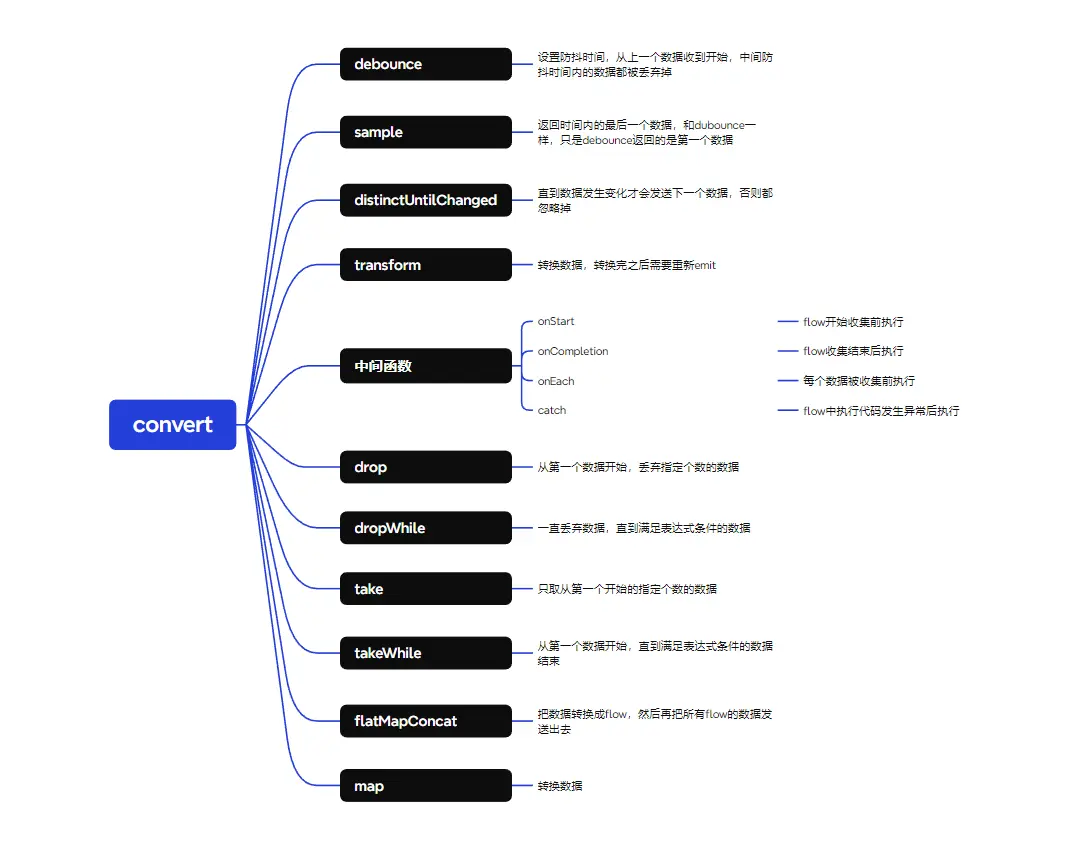 debounce
设置防抖时间，从上一个数据收到开始，中间防
抖时间内的数据都被丢弃掉
sample
返回时间内的最后一个数据，和dubounce一
样，只是debounce返回的是第一个数据
distinctUntilChanged
直到数据发生变化才会发送下一个数据，否则都
忽略掉
transform
转换数据，转换完之后需要重新emit
中间函数
onStart
flow开始收集前执行
onCompletion
flow收集结束后执行
onEach
每个数据被收集前执行
catch
flow中执行代码发生异常后执行
convert
drop
从第一个数据开始，丢弃指定个数的数据
dropWhile
一直丢弃数据，直到满足表达式条件的数据
take
只取从第一个开始的指定个数的数据
takeWhile
从第一个数据开始，直到满足表达式条件的数据
结束
flatMapConcat
把数据转换成flow，然后再把所有flow的数据发
送出去
map
转换数据